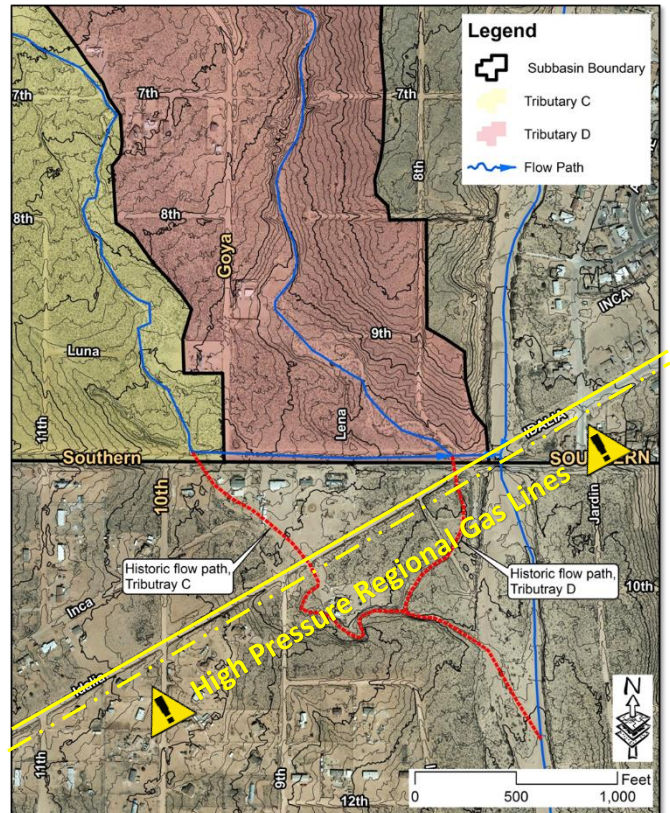 Legend
Subbasin Boundary
Tributary C
Tributary D
Flow Path
7th
7th
7th
8th
8th
8th
Goya
INCA
9th
Luna
Lena
11th
IDALIA
Southern
SOUTHERN
10th
Jardin
High Pressure Regional Gas Lines
Historic flow path,
Tributray C
Historic flow path,
Tributray D
10th
Inca
Idalia
!
!
N
11th
9th
12th
Feet
0 500 1,000